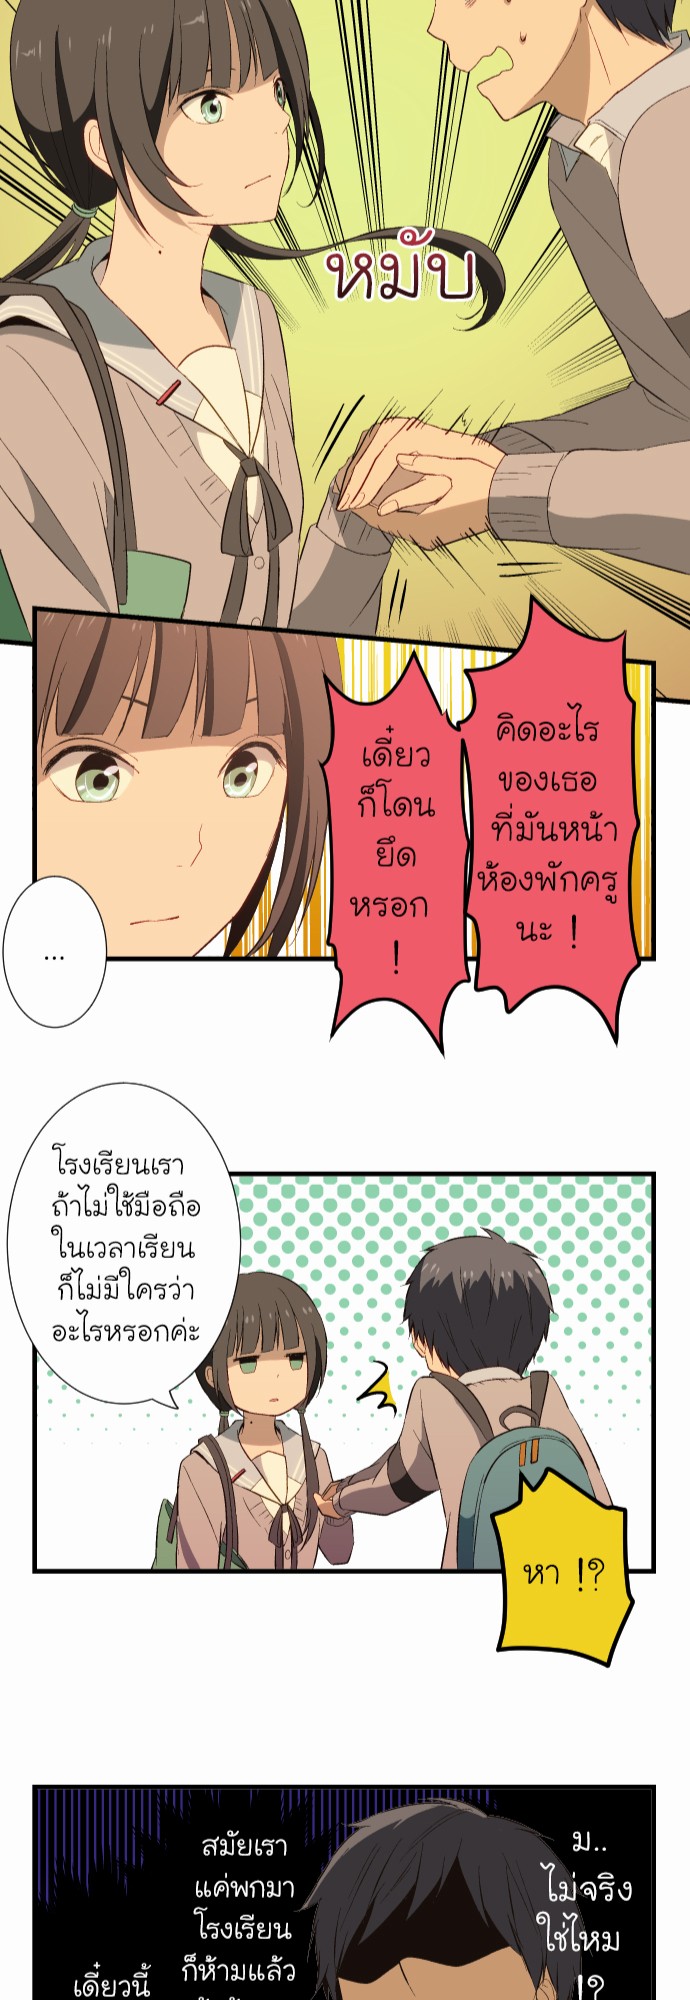 หมับ
คิดอะไร
ของเธอ
ที่มันหน้า
ห้องพักครู
นะ !
เดี๋ยว
ก็โดน
ยึด
หรอก
!
...
โรงเรียนเรา
ถ้าไม่ใช้มือถือ
ในเวลาเรียน
ก็ไม่มีใครว่า
อะไรหรอกค่ะ
หา !?
ม..
ไม่จริง
ใช่ไหม
!?
สมัยเรา
แค่พกมา
โรงเรียน
ก็ห้ามแล้ว
เดี๋ยวนี้